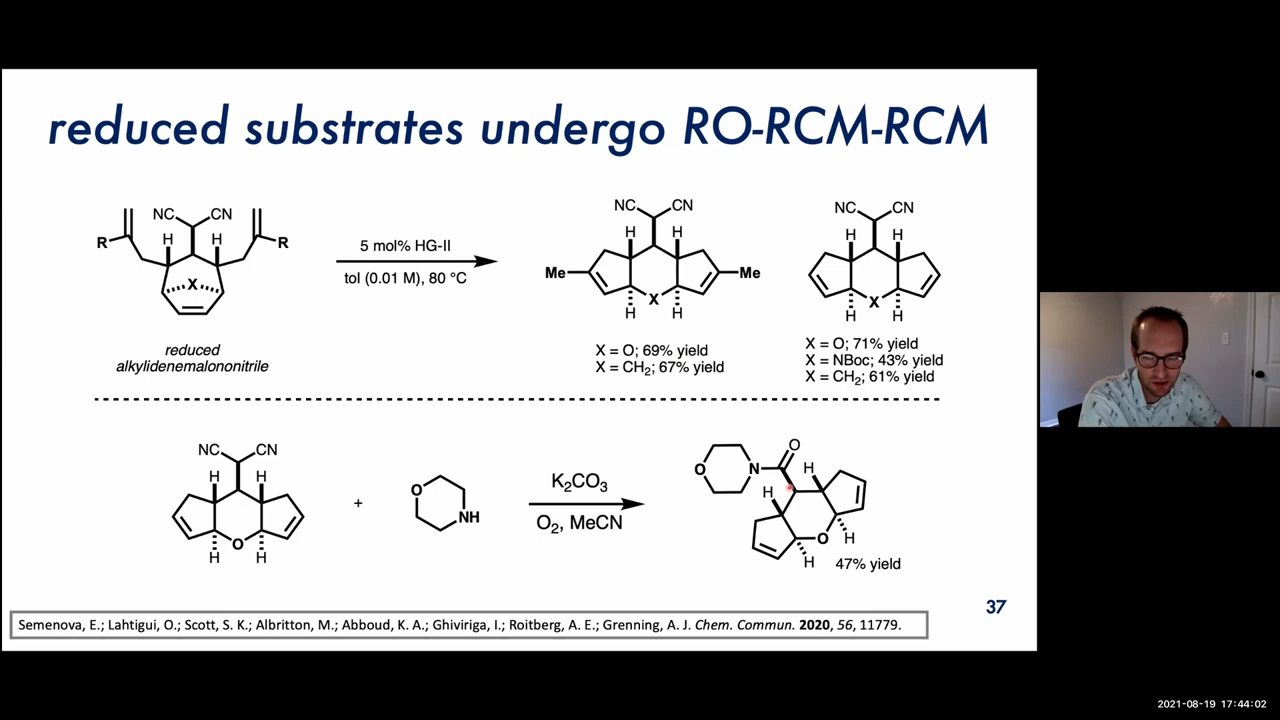 reduced substrates undergo RO-RCM-RCM
NC CN
R H H R
X
reduced
alkylidenemalononitrile
5 mol% HG-II
tol (0.01 M), 80 °C
NC CN
H H
Me Me
X
H H
X = O; 69% yield
X = CH₂; 67% yield
NC CN
H H
X
H H
X = O; 71% yield
X = NBoc; 43% yield
X = CH₂; 61% yield
NC CN
H H
O
H H
+
O
NH
K₂CO₃
O₂, MeCN
O
O N H
H
O H
H
47% yield
37
Semenova, E.; Lahtigui, O.; Scott, S. K.; Albritton, M.; Abboud, K. A.; Ghiviriga, I.; Roitberg, A. E.; Grenning, A. J. Chem. Commun. 2020, 56, 11779.
2021-08-19 17:44:02